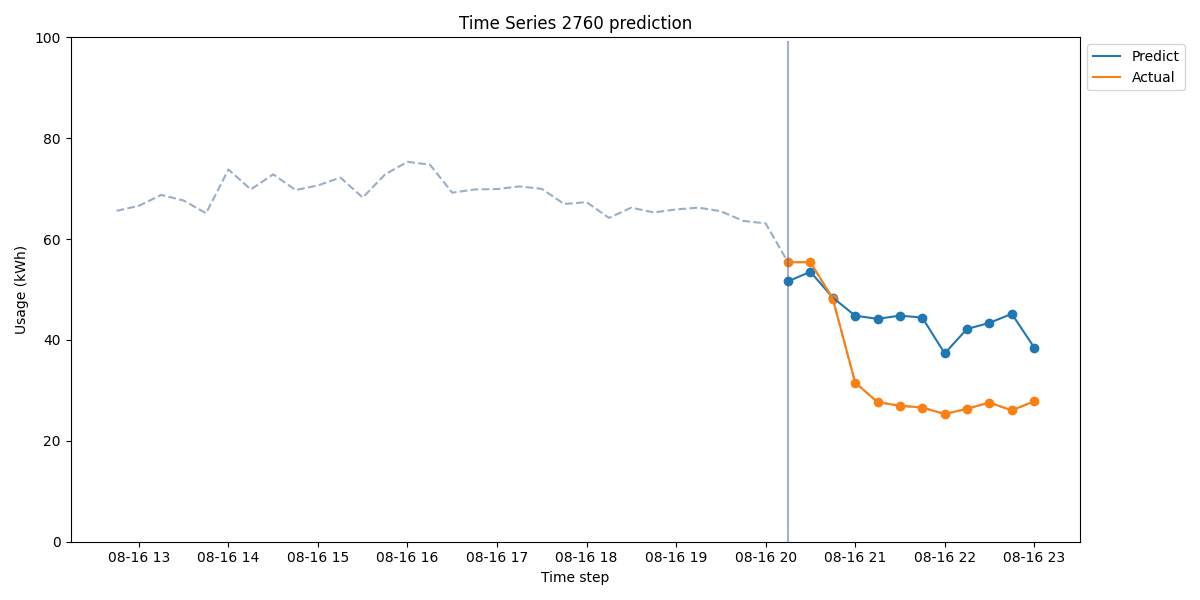 Time Series 2760 prediction
100
80
60
40
20
0
Usage (kWh)
08-16 13 08-16 14 08-16 15 08-16 16 08-16 17 08-16 18 08-16 19 08-16 20 08-16 21 08-16 22 08-16 23
Time step
Predict
Actual